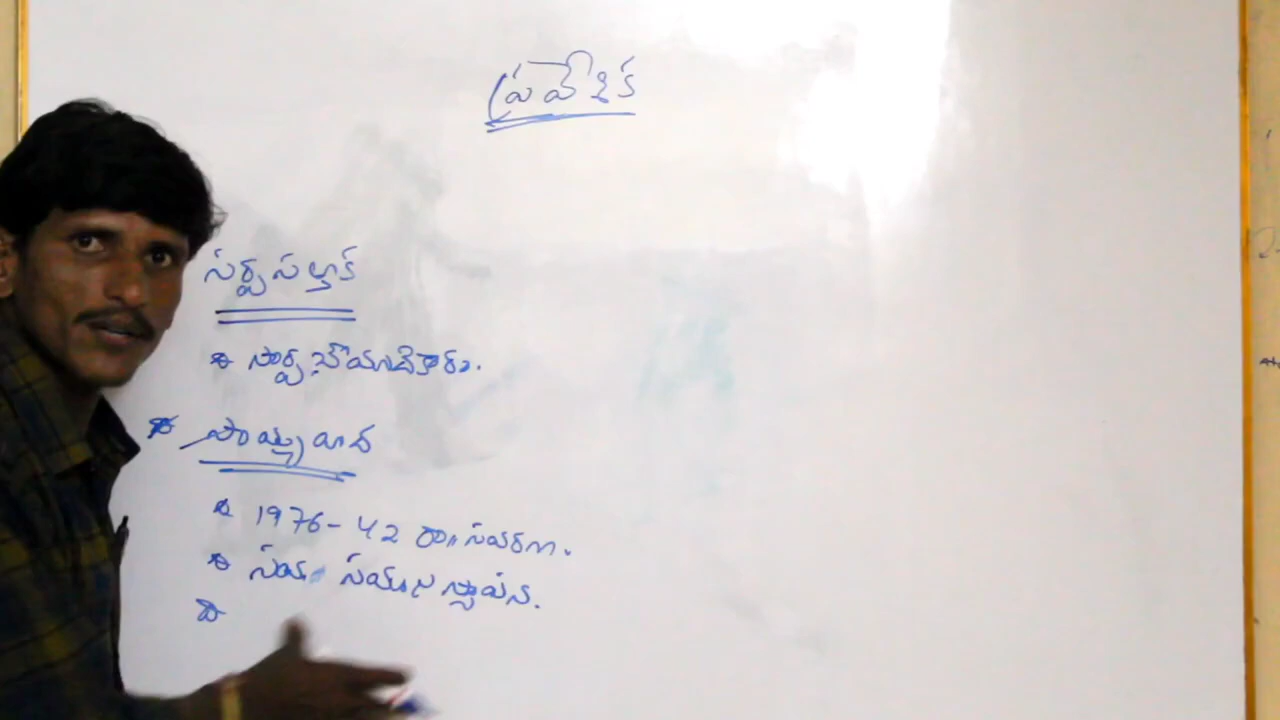 ప్రవేశిక
సర్వసత్తాక
* సార్వభౌమాధికారం.
* సామ్యవాద
* 1976-42 రా॥ సవరణ.
* సమ సమాజ స్థాపన.